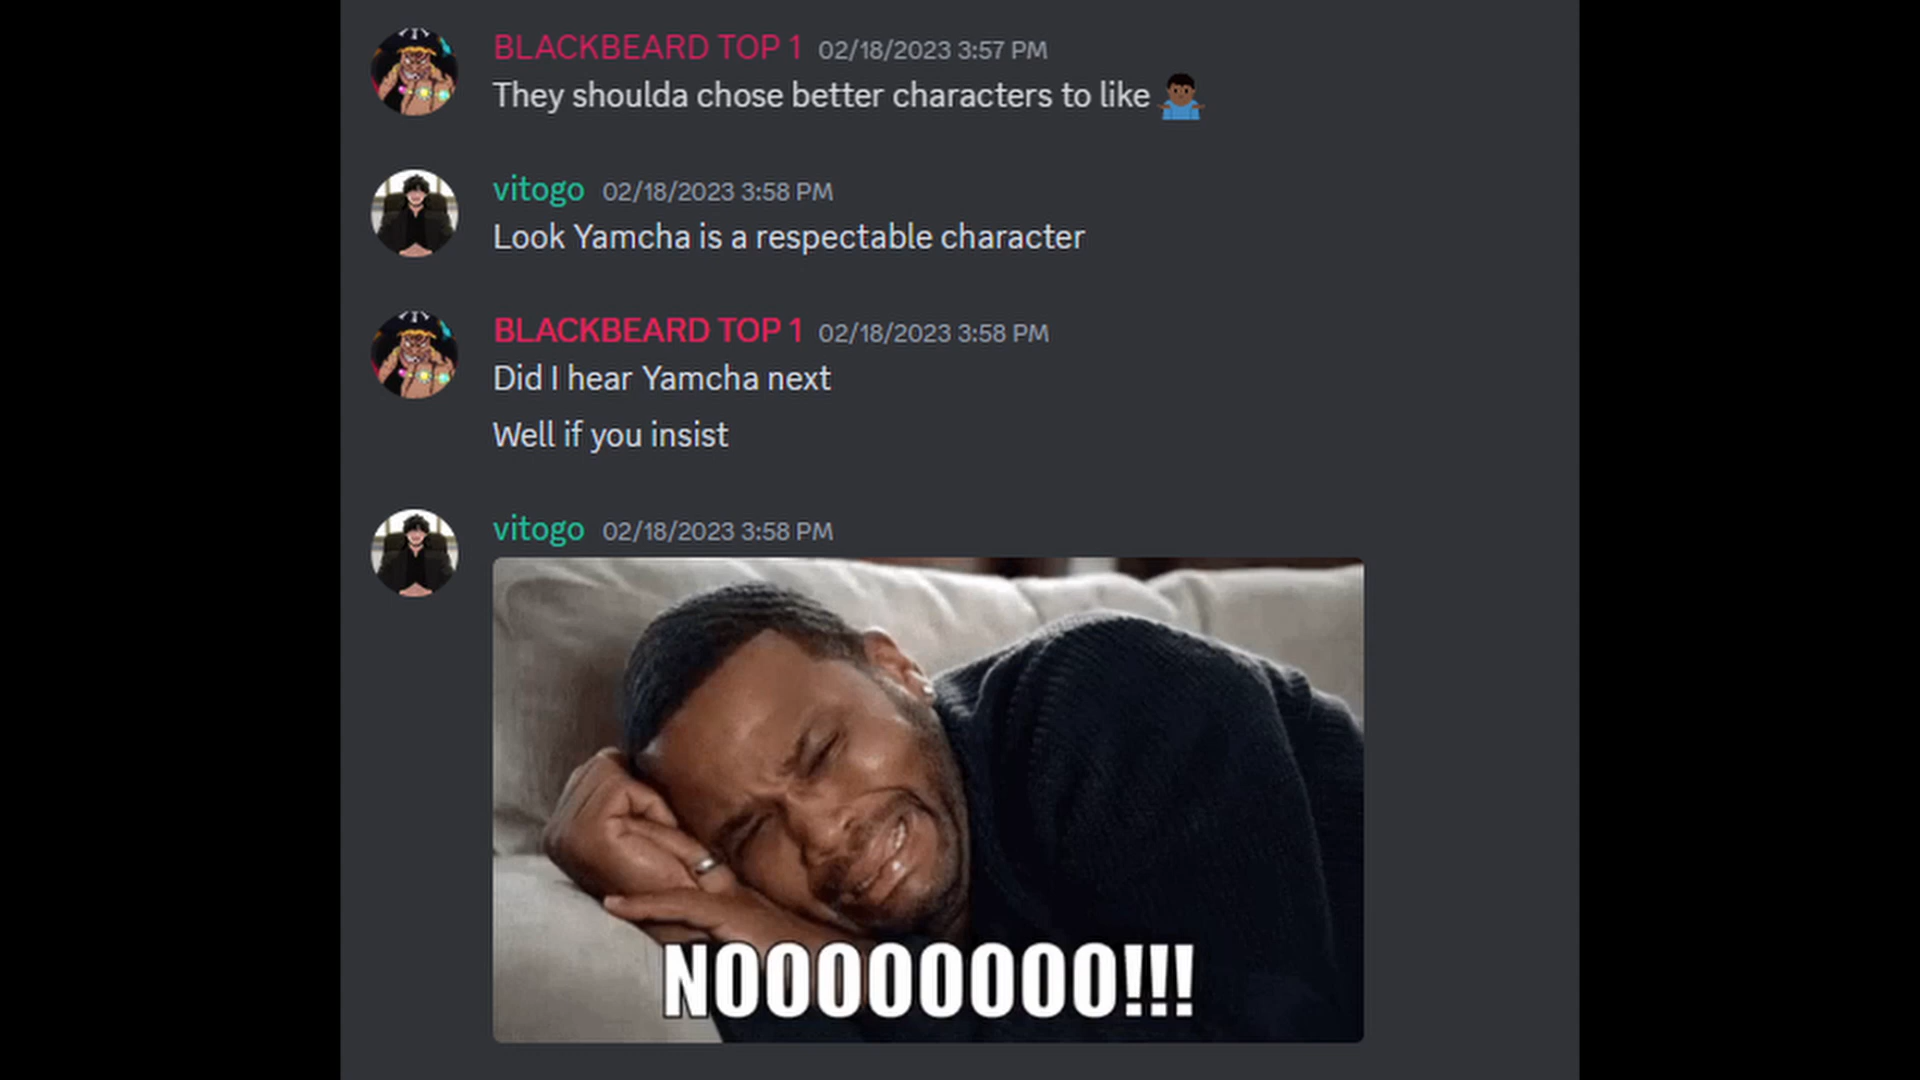 BLACKBEARD TOP 1 02/18/2023 3:57 PM
They shoulda chose better characters to like 🤷🏿‍♂️
vitogo 02/18/2023 3:58 PM
Look Yamcha is a respectable character
BLACKBEARD TOP 1 02/18/2023 3:58 PM
Did I hear Yamcha next
Well if you insist
vitogo 02/18/2023 3:58 PM
NOOOOOOOO!!!